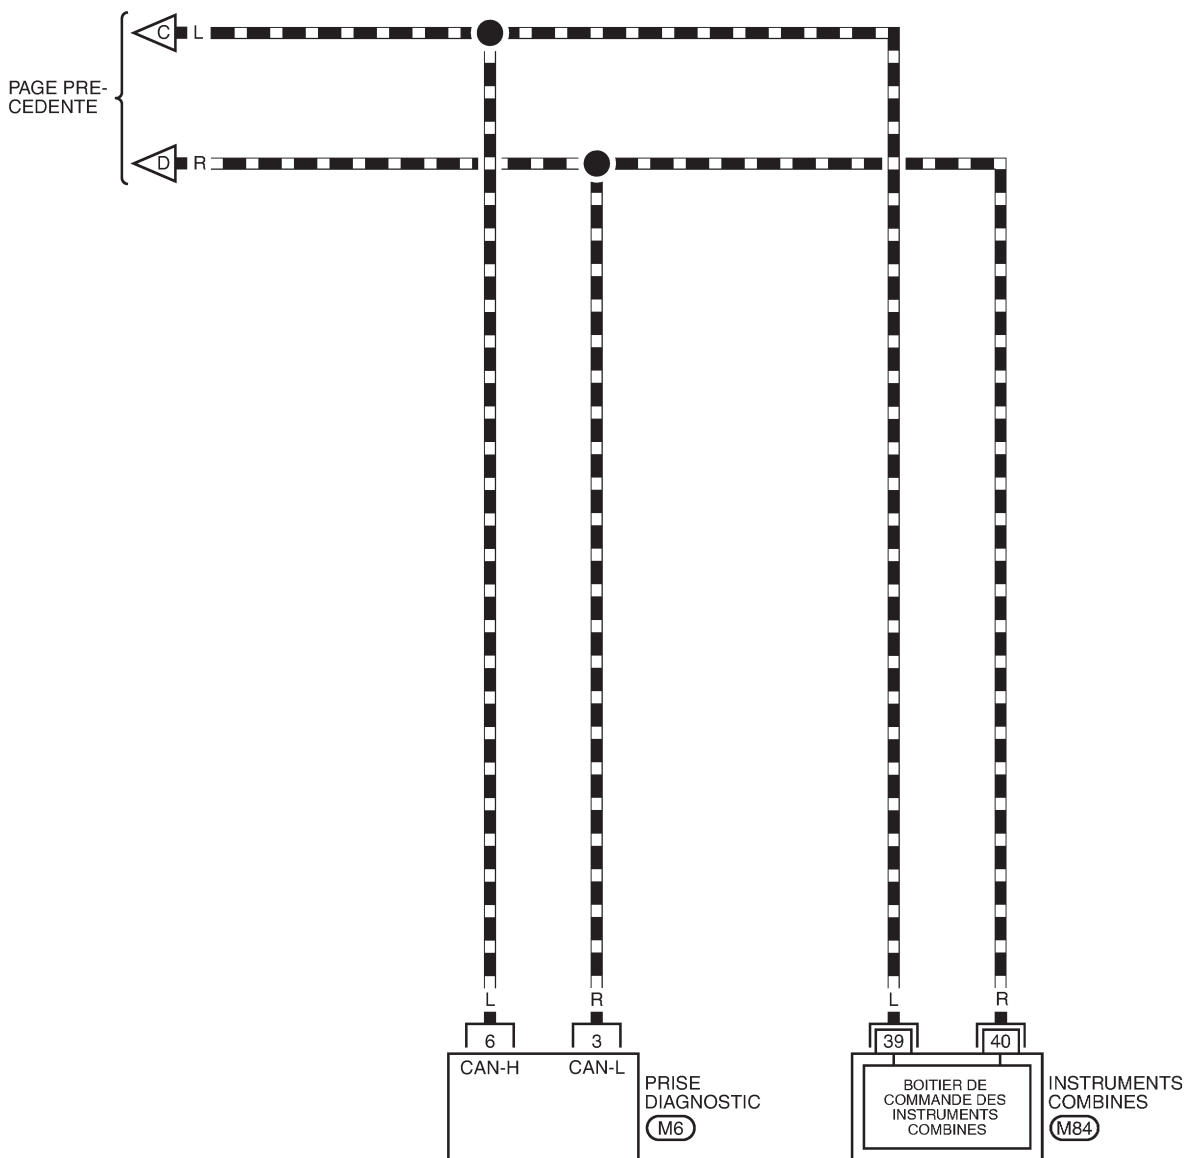 C L
PAGE PRE-
CEDENTE
D R
L R L R
6 3 39 40
CAN-H CAN-L
PRISE
DIAGNOSTIC
M6
BOITIER DE
COMMANDE DES
INSTRUMENTS
COMBINES
INSTRUMENTS
COMBINES
M84